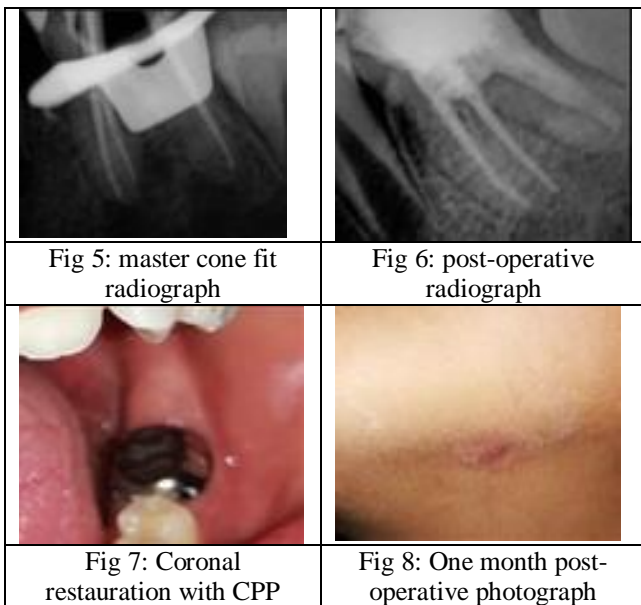 Fig 5: master cone fit
radiograph
Fig 6: post-operative
radiograph
Fig 7: Coronal
restauration with CPP
Fig 8: One month post-
operative photograph